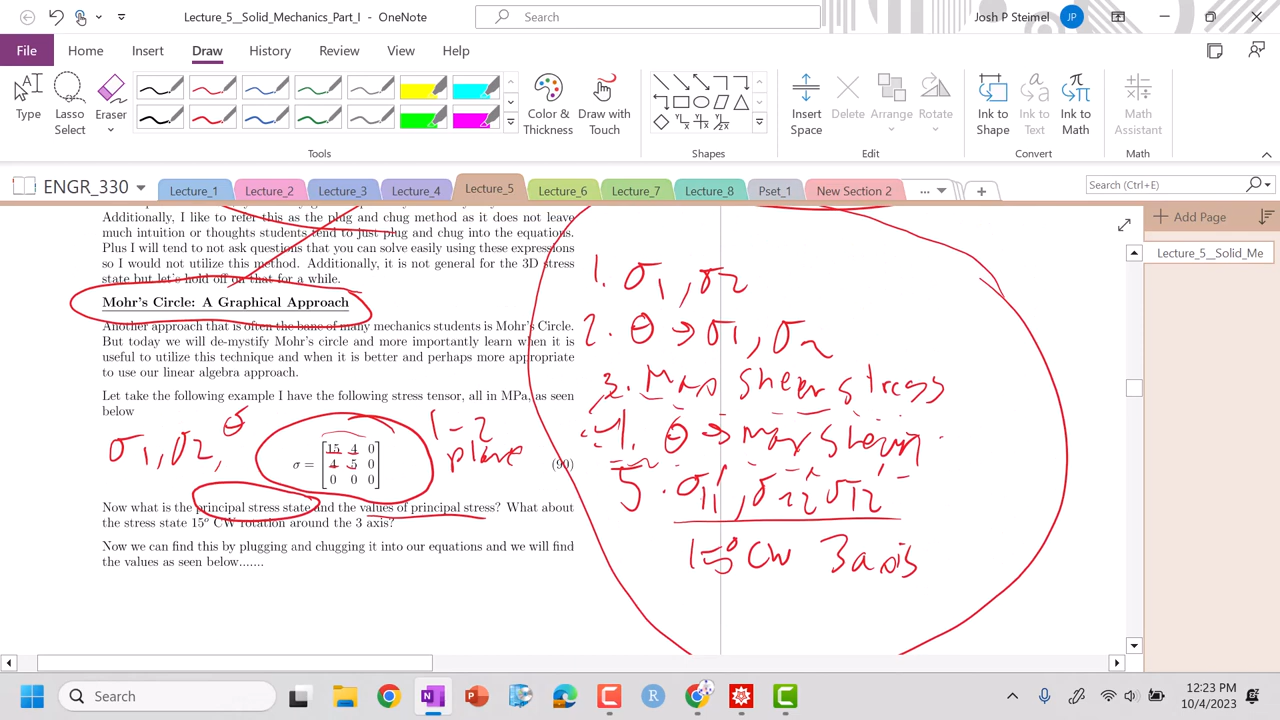 Lecture_5__Solid_Mechanics_Part_I - OneNote
Search
Josh P Steimel
JP
File
Home
Insert
Draw
History
Review
View
Help
Type
Lasso Select
Eraser
Color & Thickness
Draw with Touch
Insert Space
Delete
Arrange
Rotate
Ink to Shape
Ink to Text
Ink to Math
Math Assistant
Tools
Shapes
Edit
Convert
Math
ENGR_330
Lecture_1
Lecture_2
Lecture_3
Lecture_4
Lecture_5
Lecture_6
Lecture_7
Lecture_8
Pset_1
New Section 2
...
Search (Ctrl+E)
Add Page
Lecture_5__Solid_Me
Additionally, I like to refer this as the plug and chug method as it does not leave
much intuition or thoughts students tend to just plug and chug into the equations.
Plus I will tend to not ask questions that you can solve easily using these expressions
so I would not utilize this method. Additionally, it is not general for the 3D stress
state but let's hold off on that for a while.
Mohr's Circle: A Graphical Approach
Another approach that is often the bane of many mechanics students is Mohr's Circle.
But today we will de-mystify Mohr's circle and more importantly learn when it is
useful to utilize this technique and when it is better and perhaps more appropriate
to use our linear algebra approach.
Let take the following example I have the following stress tensor, all in MPa, as seen
below
σ1, σ2, θ
σ =
15 4 0
4 5 0
0 0 0
(90)
1-2
plane
Now what is the principal stress state and the values of principal stress? What about
the stress state 15° CW rotation around the 3 axis?
Now we can find this by plugging and chugging it into our equations and we will find
the values as seen below.......
1. σ1, σ2
2. θ → σ1, σ2
3. Max shear stress
4. θ → max shear
5. σ11', σ22' σ12'
15° CW 3 axis
Search
12:23 PM
10/4/2023